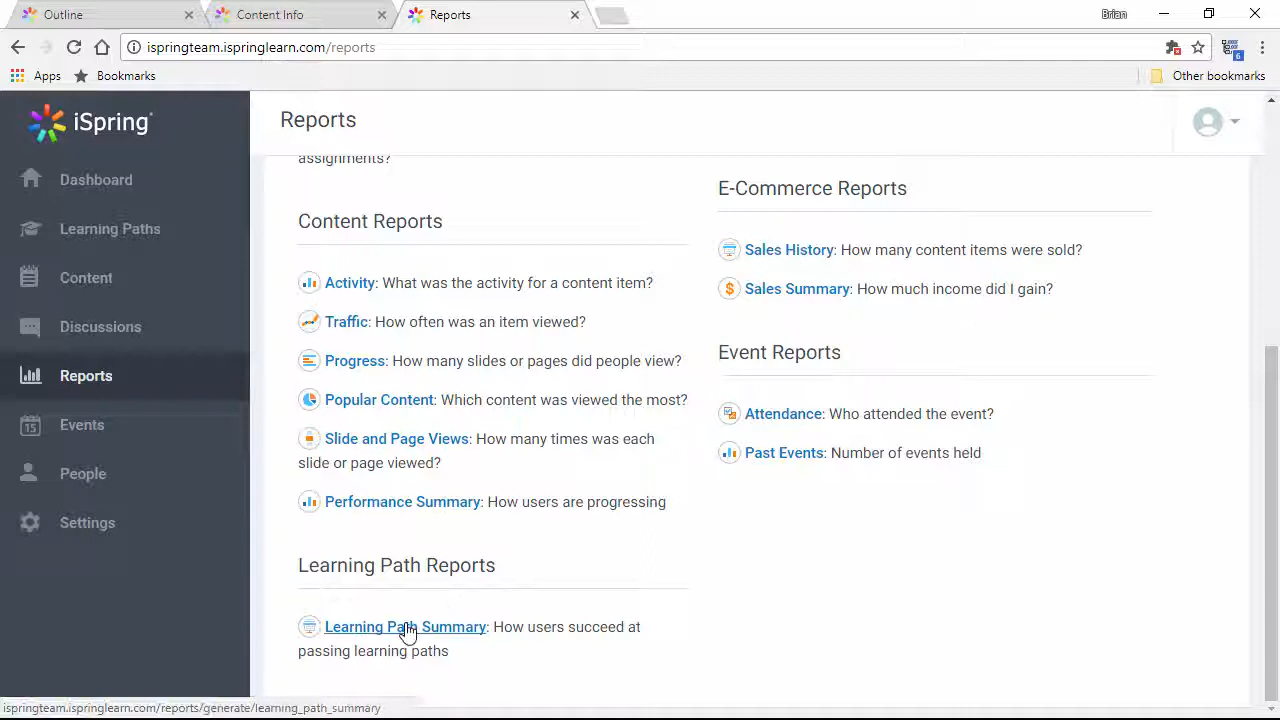 Outline
Content Info
Reports
Brian
ispringteam.ispringlearn.com/reports
6
Apps
Bookmarks
Other bookmarks
iSpring
Reports
Dashboard
Learning Paths
Content
Discussions
Reports
15
Events
People
Settings
assignments?
Content Reports
Activity: What was the activity for a content item?
Traffic: How often was an item viewed?
Progress: How many slides or pages did people view?
Popular Content: Which content was viewed the most?
Slide and Page Views: How many times was each
slide or page viewed?
Performance Summary: How users are progressing
Learning Path Reports
Learning Path Summary: How users succeed at
passing learning paths
E-Commerce Reports
Sales History: How many content items were sold?
$
Sales Summary: How much income did I gain?
Event Reports
Attendance: Who attended the event?
Past Events: Number of events held
ispringteam.ispringlearn.com/reports/generate/learning_path_summary